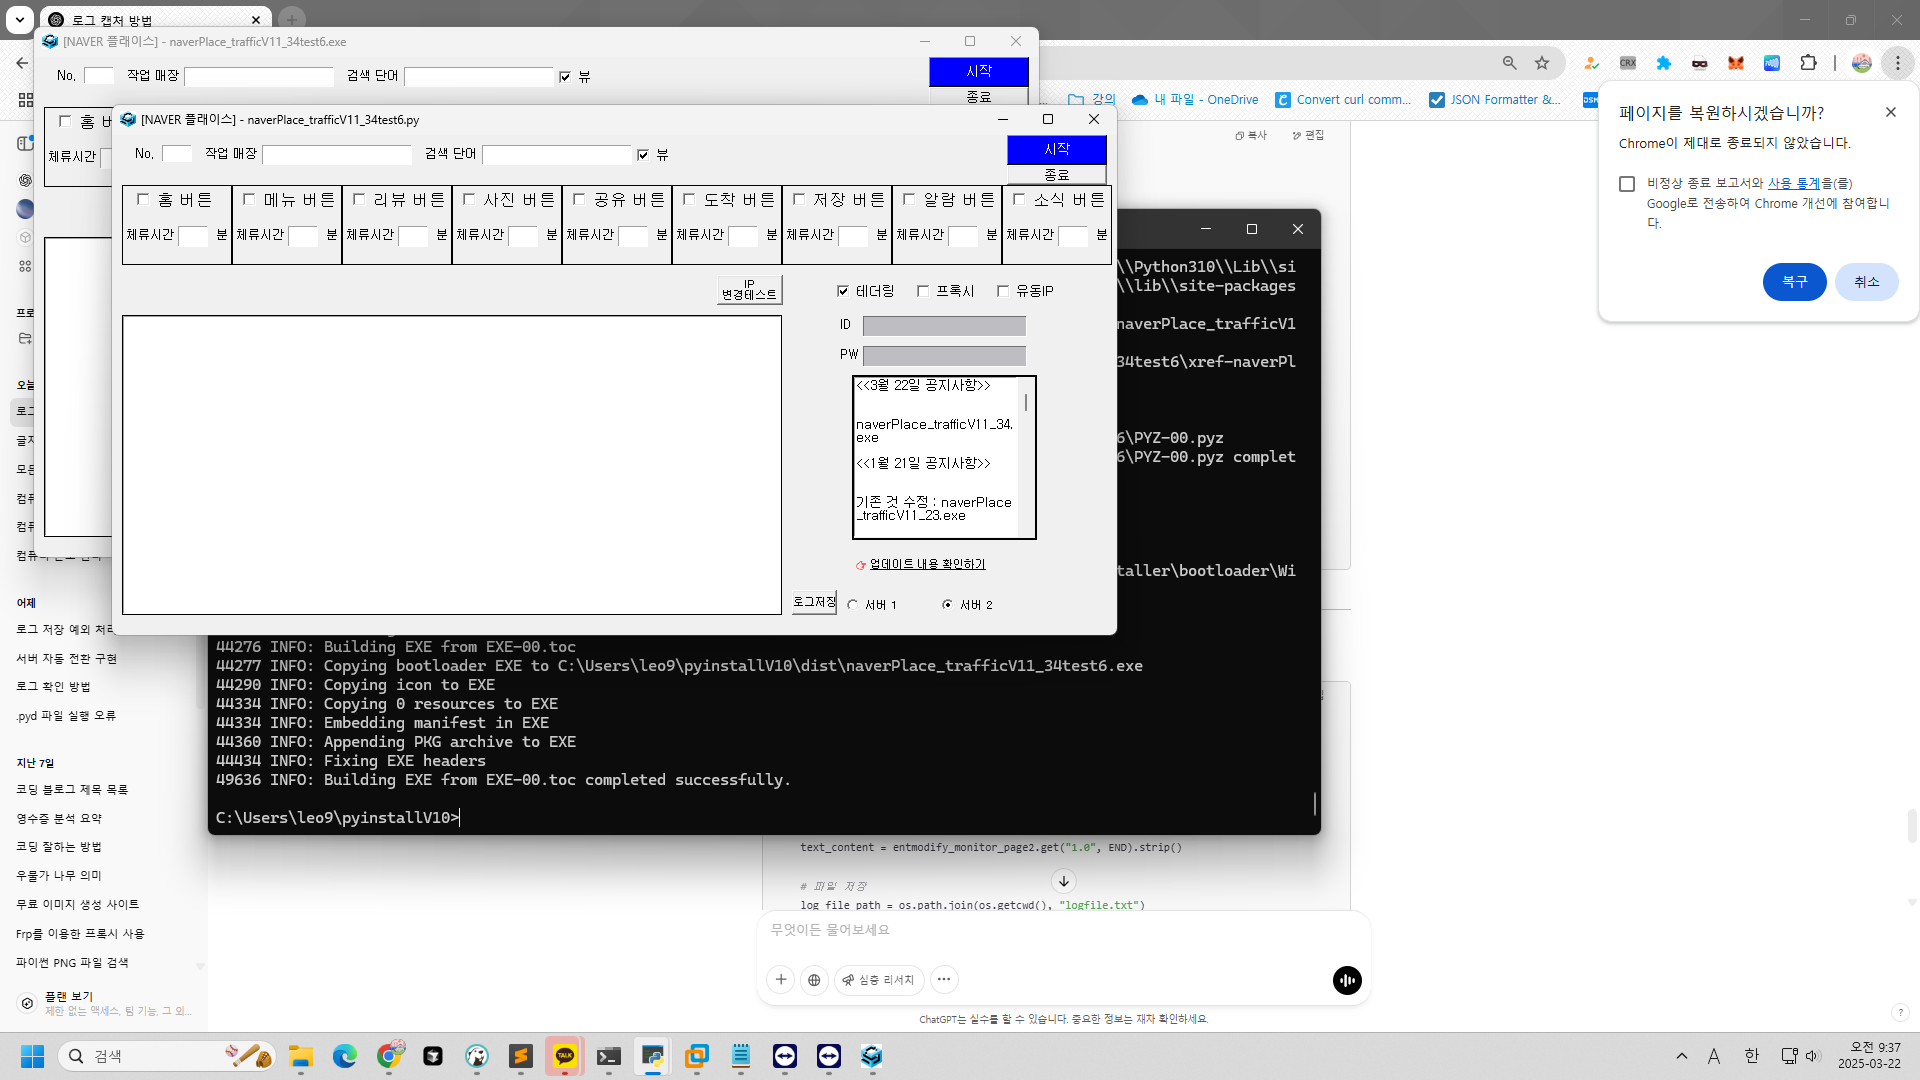 로그 캡처 방법
[NAVER 플레이스] - naverPlace_trafficV11_34test6.exe
No. 작업 매장 검색 단어 뷰
시작
종료
홈 버
체류시간
강의
내 파일 - OneDrive
Convert curl comm...
JSON Formatter &...
CRX
[NAVER 플레이스] - naverPlace_trafficV11_34test6.py
No. 작업 매장 검색 단어 뷰
시작
종료
홈 버튼 메뉴 버튼 리뷰 버튼 사진 버튼 공유 버튼 도착 버튼 저장 버튼 알람 버튼 소식 버튼
체류시간 분 체류시간 분 체류시간 분 체류시간 분 체류시간 분 체류시간 분 체류시간 분 체류시간 분 체류시간 분
IP
변경테스트
테더링 프록시 유동IP
ID
PW
<<3월 22일 공지사항>>
naverPlace_trafficV11_34.
exe
<<1월 21일 공지사항>>
기존 것 수정 : naverPlace
_trafficV11_23.exe
업데이트 내용 확인하기
로그저장 서버 1 서버 2
복사 편집
페이지를 복원하시겠습니까?
Chrome이 제대로 종료되지 않았습니다.
비정상 종료 보고서와 사용 통계을(를)
Google로 전송하여 Chrome 개선에 참여합니
다.
복구 취소
\\Python310\\Lib\\si
\\lib\\site-packages
naverPlace_trafficV1
34test6\xref-naverPl
6\PYZ-00.pyz
6\PYZ-00.pyz complet
taller\bootloader\Wi
44276 INFO: Building EXE from EXE-00.toc
44277 INFO: Copying bootloader EXE to C:\Users\leo9\pyinstallV10\dist\naverPlace_trafficV11_34test6.exe
44290 INFO: Copying icon to EXE
44334 INFO: Copying 0 resources to EXE
44334 INFO: Embedding manifest in EXE
44360 INFO: Appending PKG archive to EXE
44434 INFO: Fixing EXE headers
49636 INFO: Building EXE from EXE-00.toc completed successfully.
C:\Users\leo9\pyinstallV10>
어제
로그 저장 예외 처리
서버 자동 전환 구현
로그 확인 방법
.pyd 파일 실행 오류
지난 7일
코딩 블로그 제목 목록
영수증 분석 요약
코딩 잘하는 방법
우물가 나무 의미
무료 이미지 생성 사이트
Frp를 이용한 프록시 사용
파이썬 PNG 파일 검색
플랜 보기
제한 없는 액세스, 팀 기능, 그 외...
text_content = entmodify_monitor_page2.get("1.0", END).strip()
# 파일 저장
log_file_path = os.path.join(os.getcwd(), "logfile.txt")
무엇이든 물어보세요
심층 리서치
ChatGPT는 실수를 할 수 있습니다. 중요한 정보는 재차 확인하세요.
?
검색
TALK
A 한
오전 9:37
2025-03-22